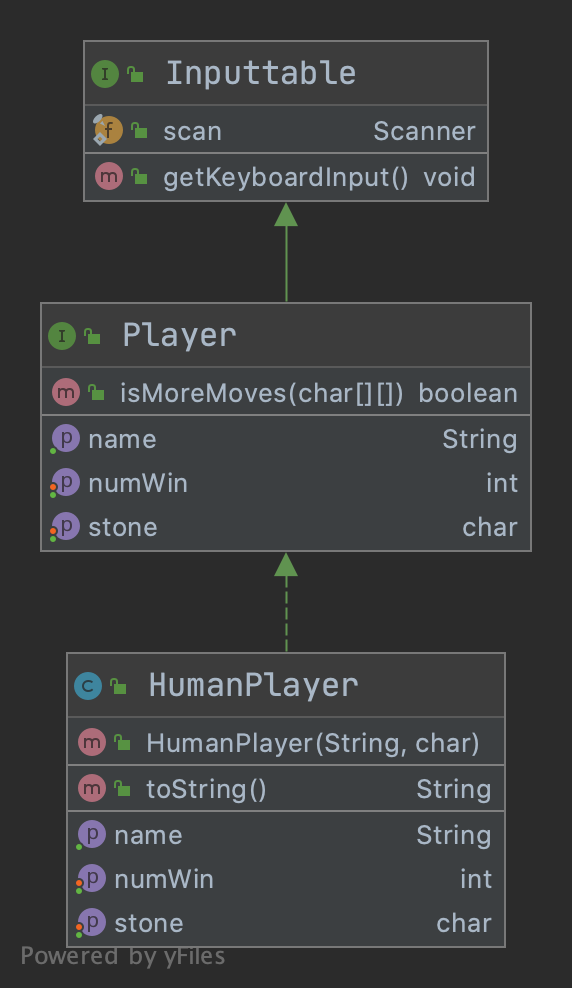 I Inputtable
f scan Scanner
m getKeyboardInput() void
I Player
m isMoreMoves(char[][]) boolean
p name String
p numWin int
p stone char
C HumanPlayer
m HumanPlayer(String, char)
m toString() String
p name String
p numWin int
p stone char
Powered by yFiles